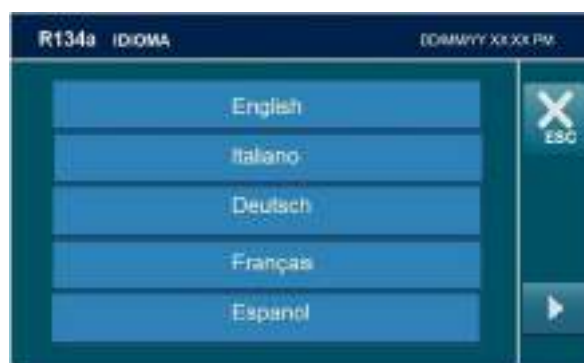 R134a IDIOMA DD/MM/YY XX:XX PM
English
ESC
Italiano
Deutsch
Français
Espanol